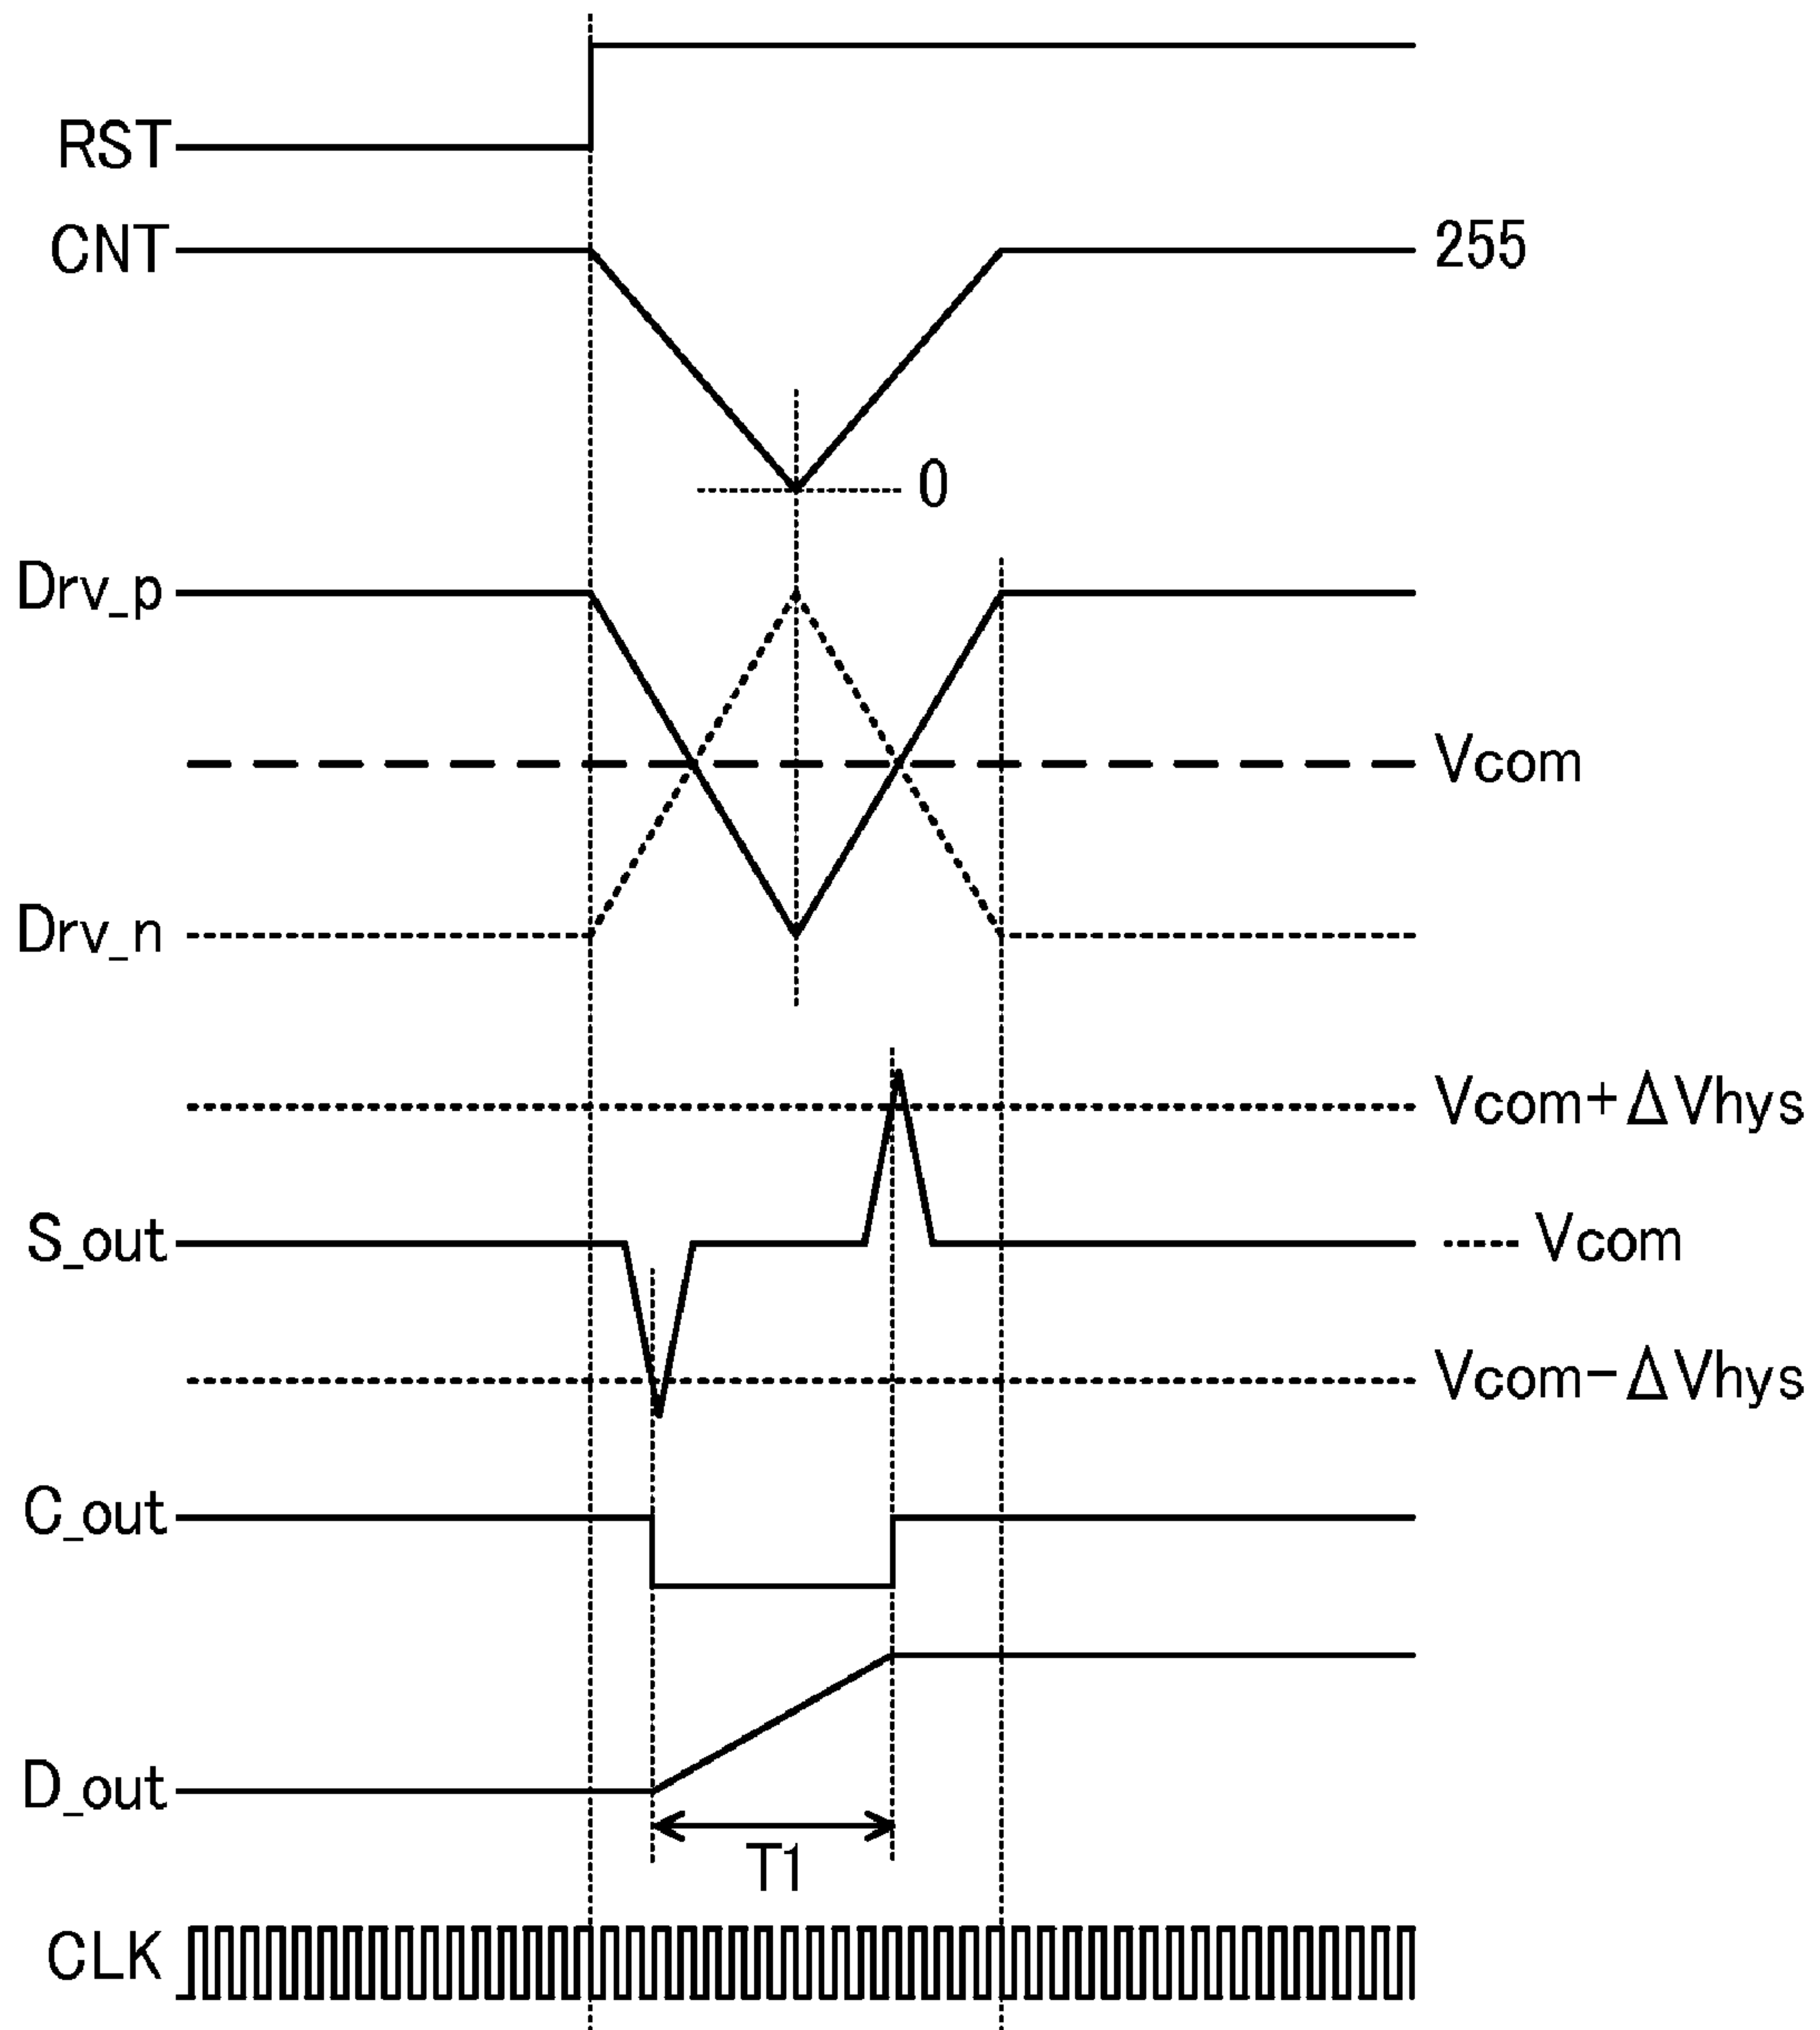 RST
CNT
255
0
Drv_p
Vcom
Drv_n
Vcom+ΔVhys
S_out
Vcom
Vcom-ΔVhys
C_out
D_out
T1
CLK